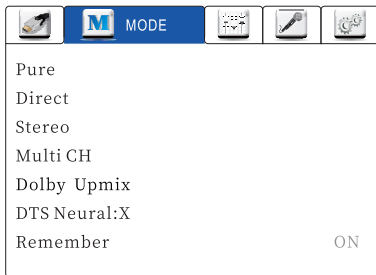 M MODE
Pure
Direct
Stereo
Multi CH
Dolby Upmix
DTS Neural:X
Remember ON